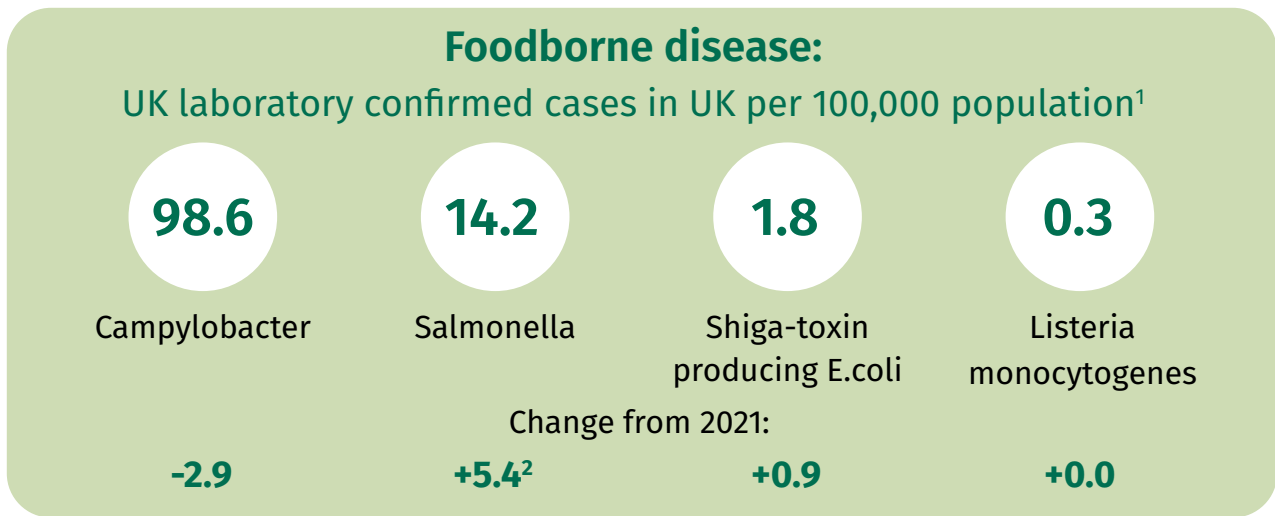 Foodborne disease:
UK laboratory confirmed cases in UK per 100,000 population¹
98.6
14.2
1.8
0.3
Campylobacter
Salmonella
Shiga-toxin
producing E.coli
Listeria
monocytogenes
Change from 2021:
-2.9
+5.4²
+0.9
+0.0